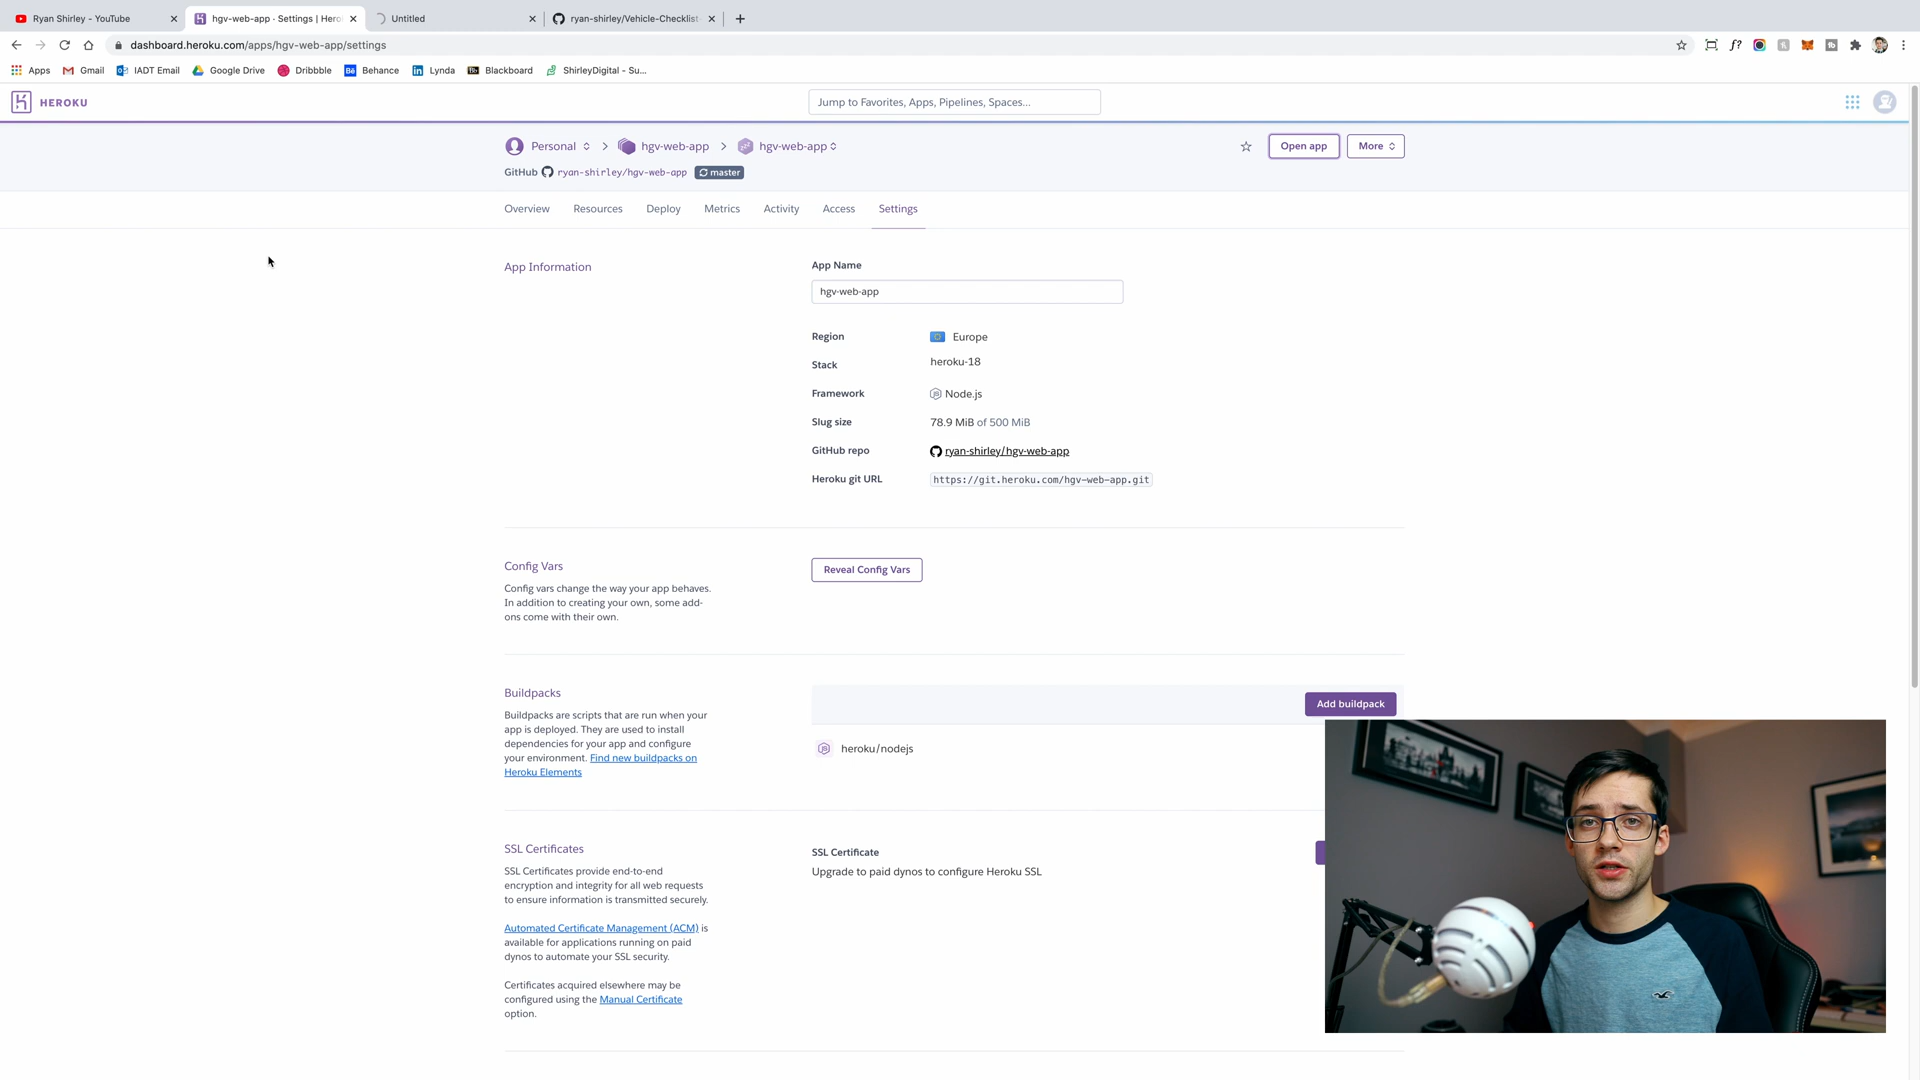 Ryan Shirley - YouTube
hgv-web-app · Settings | Hero
Untitled
ryan-shirley/Vehicle-Checklist
dashboard.heroku.com/apps/hgv-web-app/settings
Apps
Gmail
IADT Email
Google Drive
Dribbble
Behance
Lynda
Blackboard
ShirleyDigital - Su...
HEROKU
Jump to Favorites, Apps, Pipelines, Spaces...
Personal
hgv-web-app
hgv-web-app
Open app
More
GitHub
ryan-shirley/hgv-web-app
master
Overview
Resources
Deploy
Metrics
Activity
Access
Settings
App Information
App Name
hgv-web-app
Region
Europe
Stack
heroku-18
Framework
Node.js
Slug size
78.9 MiB of 500 MiB
GitHub repo
ryan-shirley/hgv-web-app
Heroku git URL
https://git.heroku.com/hgv-web-app.git
Config Vars
Config vars change the way your app behaves.
In addition to creating your own, some add-
ons come with their own.
Reveal Config Vars
Buildpacks
Buildpacks are scripts that are run when your
app is deployed. They are used to install
dependencies for your app and configure
your environment. Find new buildpacks on
Heroku Elements
Add buildpack
heroku/nodejs
SSL Certificates
SSL Certificates provide end-to-end
encryption and integrity for all web requests
to ensure information is transmitted securely.
Automated Certificate Management (ACM) is
available for applications running on paid
dynos to automate your SSL security.
Certificates acquired elsewhere may be
configured using the Manual Certificate
option.
SSL Certificate
Upgrade to paid dynos to configure Heroku SSL